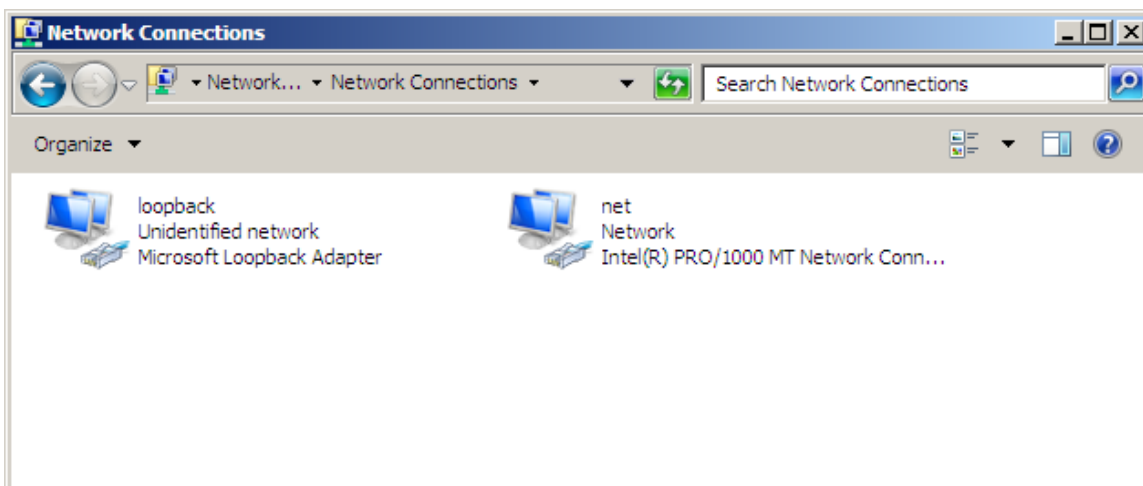 Network Connections
Network... Network Connections
Search Network Connections
Organize
loopback
Unidentified network
Microsoft Loopback Adapter
net
Network
Intel(R) PRO/1000 MT Network Conn...